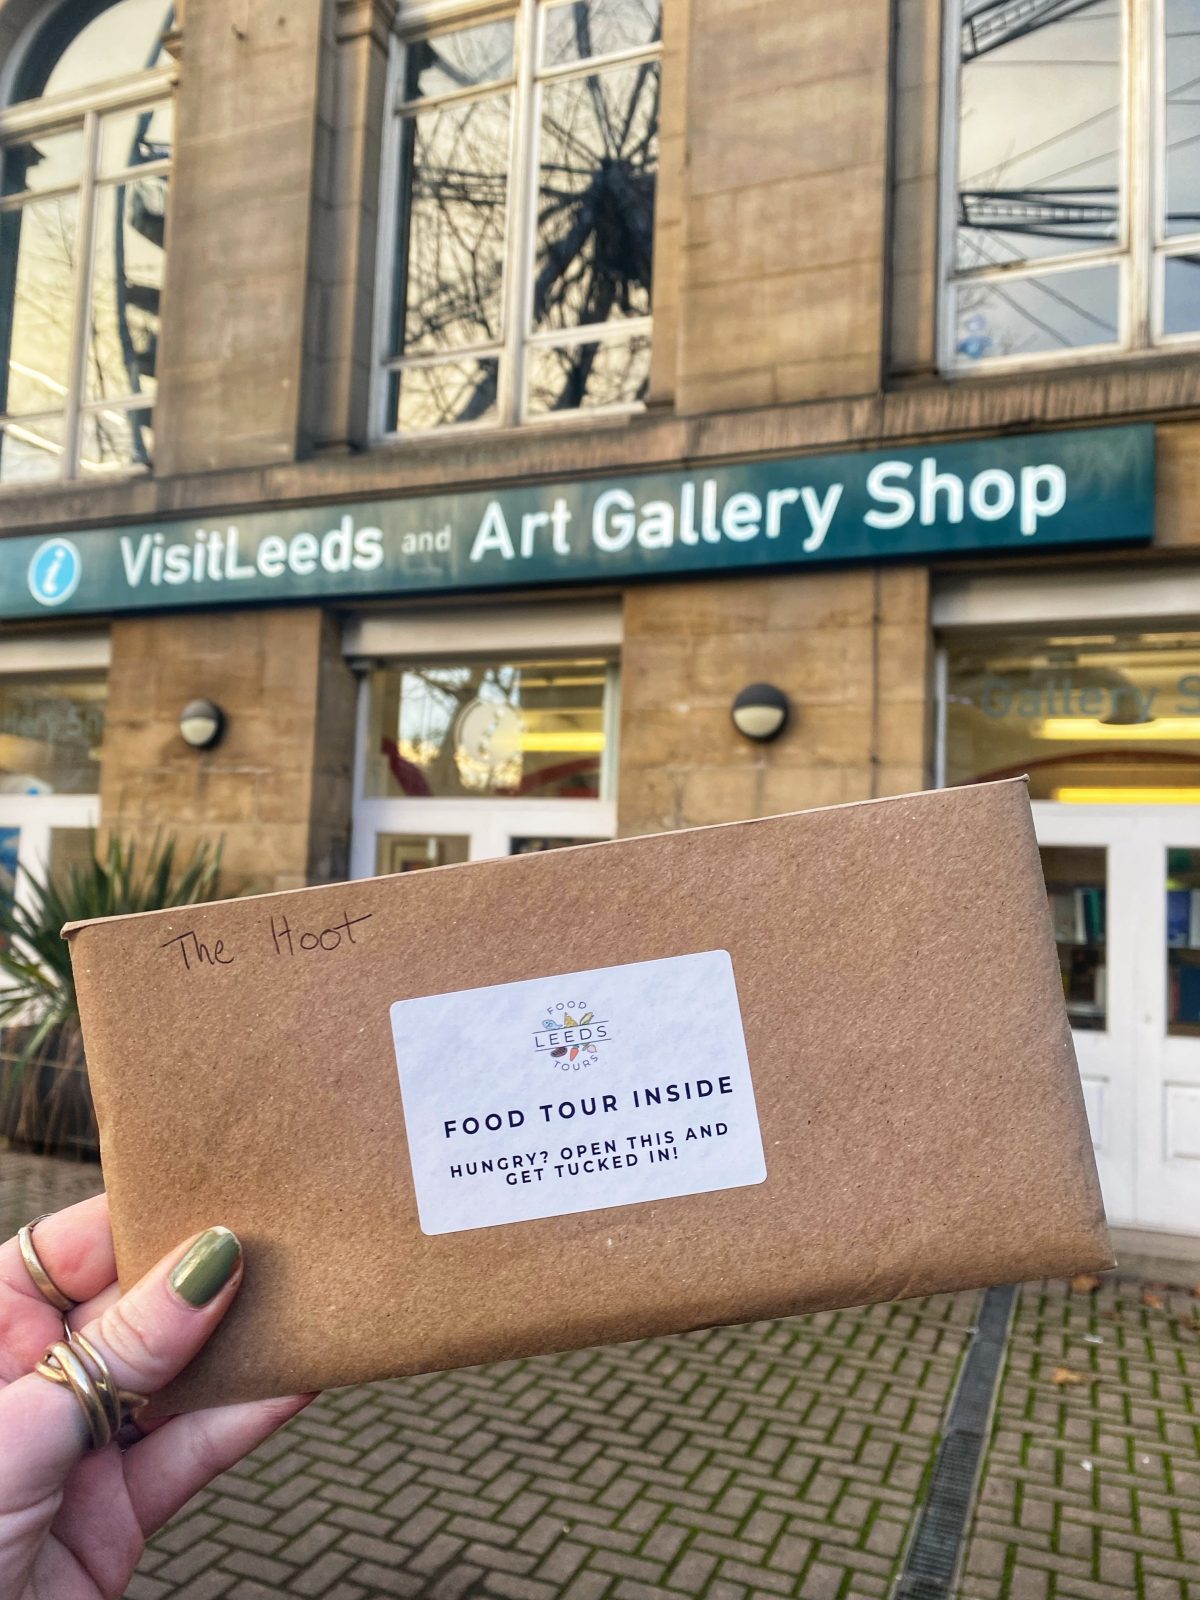 i VisitLeeds and Art Gallery Shop
Gallery S
The Hoot
FOOD
LEEDS
TOURS
FOOD TOUR INSIDE
HUNGRY? OPEN THIS AND
GET TUCKED IN!